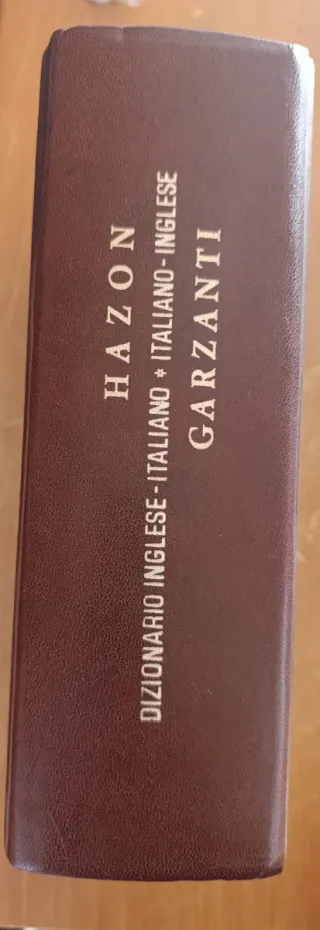 HAZON
DIZIONARIO INGLESE - ITALIANO * ITALIANO - INGLESE
GARZANTI